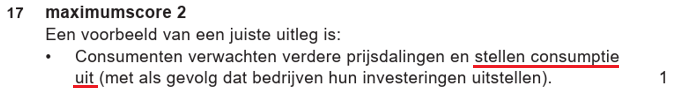 17 maximumscore 2
Een voorbeeld van een juiste uitleg is:
• Consumenten verwachten verdere prijsdalingen en stellen consumptie
uit (met als gevolg dat bedrijven hun investeringen uitstellen). 1